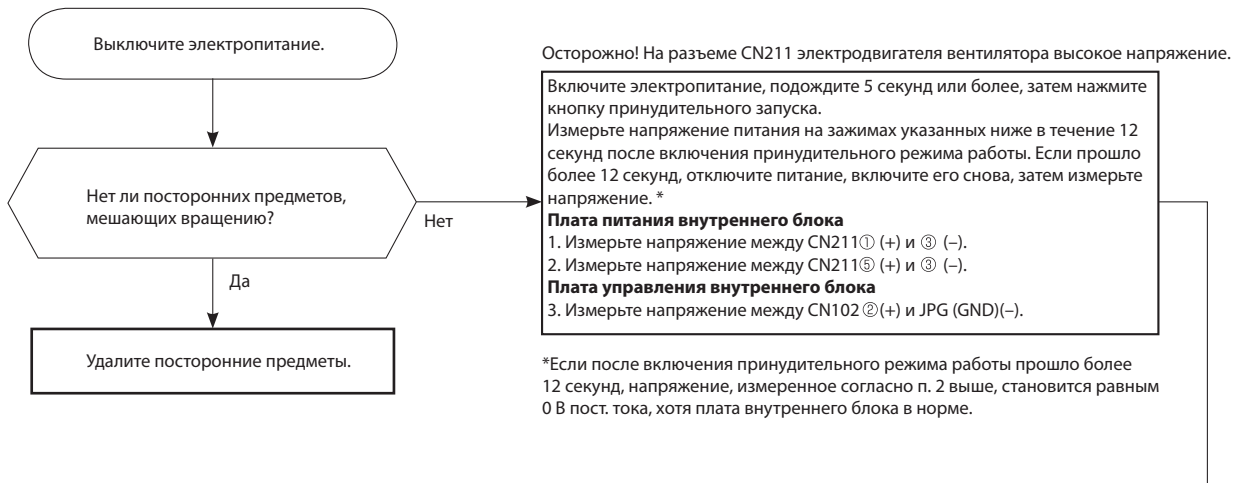 Выключите электропитание.
Нет ли посторонних предметов,
мешающих вращению?
Нет
Да
Удалите посторонние предметы.
Осторожно! На разъеме CN211 электродвигателя вентилятора высокое напряжение.
Включите электропитание, подождите 5 секунд или более, затем нажмите
кнопку принудительного запуска.
Измерьте напряжение питания на зажимах указанных ниже в течение 12
секунд после включения принудительного режима работы. Если прошло
более 12 секунд, отключите питание, включите его снова, затем измерьте
напряжение. *
Плата питания внутреннего блока
1. Измерьте напряжение между CN211① (+) и ③ (–).
2. Измерьте напряжение между CN211⑤ (+) и ③ (–).
Плата управления внутреннего блока
3. Измерьте напряжение между CN102 ②(+) и JPG (GND)(–).
*Если после включения принудительного режима работы прошло более
12 секунд, напряжение, измеренное согласно п. 2 выше, становится равным
0 В пост. тока, хотя плата внутреннего блока в норме.